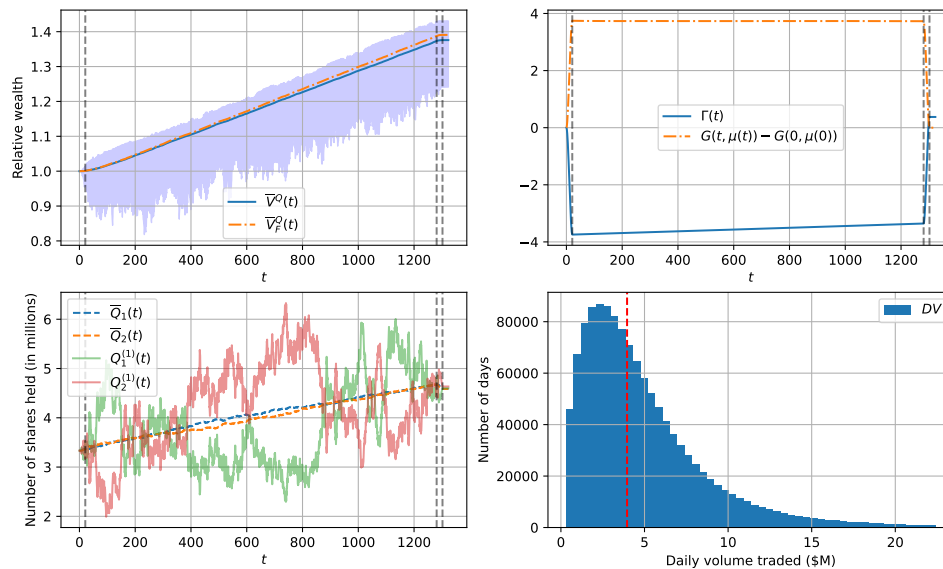 Relative wealth
1.4
1.3
1.2
1.1
1.0
0.9
0.8
V̅^Q(t)
V̅_F^Q(t)
0 200 400 600 800 1000 1200
t
4
2
0
−2
−4
Γ(t)
G(t, μ(t)) − G(0, μ(0))
0 200 400 600 800 1000 1200
t
Number of shares held (in millions)
6
5
4
3
2
Q̅_1(t)
Q̅_2(t)
Q_1^{(1)}(t)
Q_2^{(1)}(t)
0 200 400 600 800 1000 1200
t
Number of days
80000
60000
40000
20000
0
DV
0 5 10 15 20
Daily volume traded ($M)